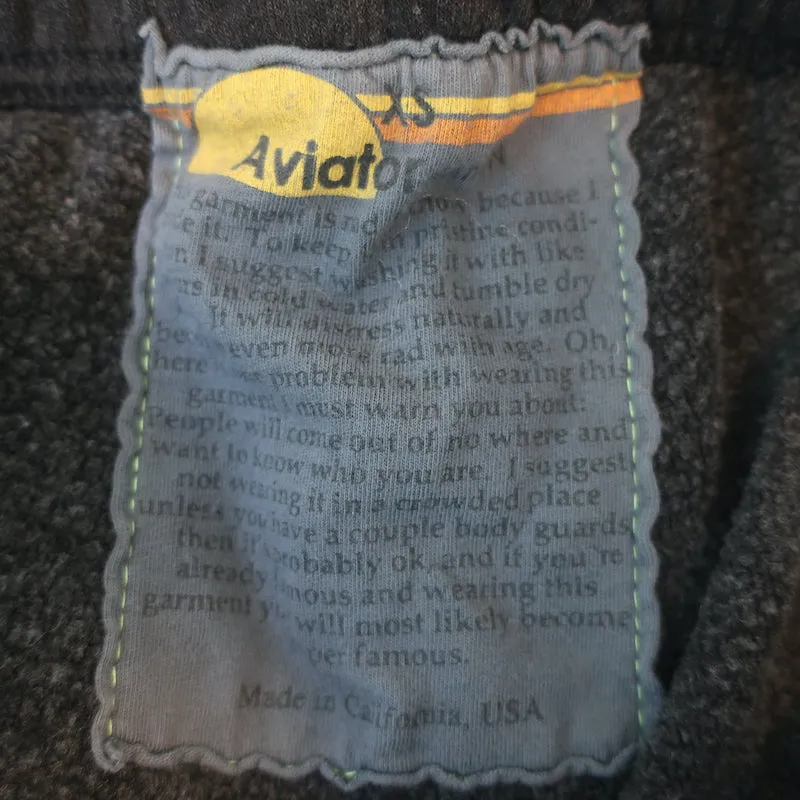 XS
Aviator N
garment is no because I
it. To keep in pristine condi-
I suggest washing it with like
as in cold water and tumble dry
It will distress naturally and
even more rad with age. Oh,
problem with wearing this
garment I must warn you about:
People will come out of no where and
want to know who you are. I suggest
not wearing it in a crowded place
unless you have a couple body guards
then it's probably ok, and if you're
already famous and wearing this
garment you will most likely become
famous.
Made in California, USA